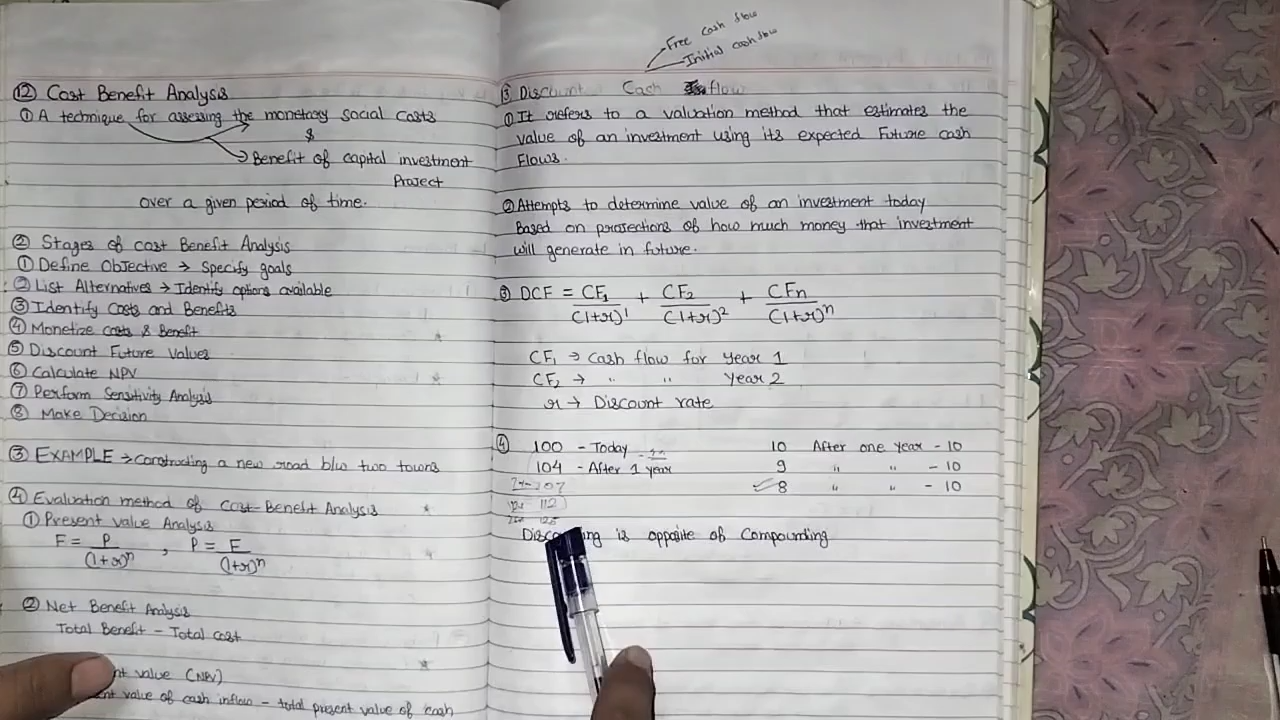 ⑫ Cost Benefit Analysis
① A technique for assessing the monetary social costs
&
Benefit of capital investment
Project
over a given period of time.
② Stages of cost Benefit Analysis
① Define Objective → Specify goals
② List Alternatives → Identify options available
③ Identify Costs and Benefits
④ Monetize costs & Benefit
⑤ Discount Future Values
⑥ Calculate NPV
⑦ Perform Sensitivity Analysis
⑧ Make Decision
③ EXAMPLE → Constructing a new road b/w two towns
④ Evaluation method of Cost-Benefit Analysis
① Present value Analysis
F = P/(1+r)^n , P = F/(1+r)^n
② Net Benefit Analysis
Total Benefit - Total cost
value (NPV)
value of cash inflow - total present value of cash
Free cash flow
Initial cash flow
⑬ Discount Cash flow
① It refers to a valuation method that estimates the
value of an investment using its expected Future cash
Flows.
② Attempts to determine value of an investment today
Based on projections of how much money that investment
will generate in future.
③ DCF = CF₁/(1+r)^1 + CF₂/(1+r)^2 + CFn/(1+r)^n
CF₁ → Cash flow for Year 1
CF₂ → " " Year 2
r → Discount rate
④ 100 - Today 10 After one year - 10
104 - After 1 year 9 " " - 10
107 8 " " - 10
112
is opposite of Compounding